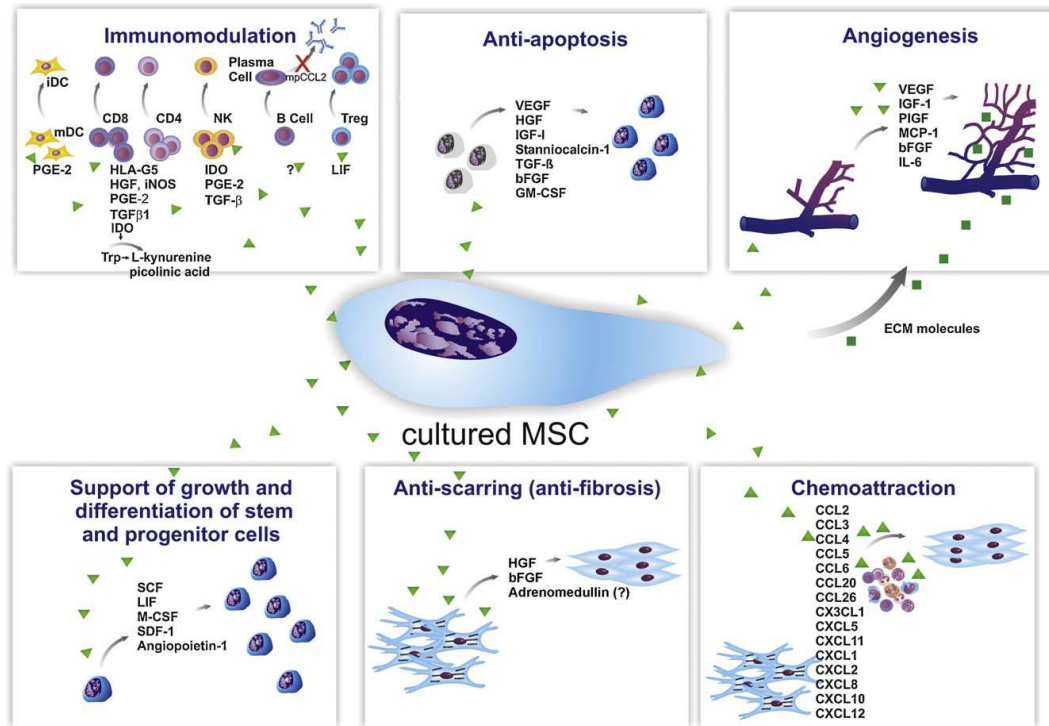 Immunomodulation
iDC
mDC
PGE-2
CD8
CD4
HLA-G5
HGF, iNOS
PGE-2
TGFβ1
IDO
Trp→L-kynurenine
picolinic acid
NK
IDO
PGE-2
TGF-β
Plasma
Cell
mpCCL2
X
B Cell
?
Treg
LIF
Anti-apoptosis
VEGF
HGF
IGF-I
Stanniocalcin-1
TGF-ß
bFGF
GM-CSF
Angiogenesis
VEGF
IGF-1
PIGF
MCP-1
bFGF
IL-6
ECM molecules
cultured MSC
Support of growth and
differentiation of stem
and progenitor cells
SCF
LIF
M-CSF
SDF-1
Angiopoietin-1
Anti-scarring (anti-fibrosis)
HGF
bFGF
Adrenomedullin (?)
Chemoattraction
CCL2
CCL3
CCL4
CCL5
CCL6
CCL20
CCL26
CX3CL1
CXCL5
CXCL11
CXCL1
CXCL2
CXCL8
CXCL10
CXCL12